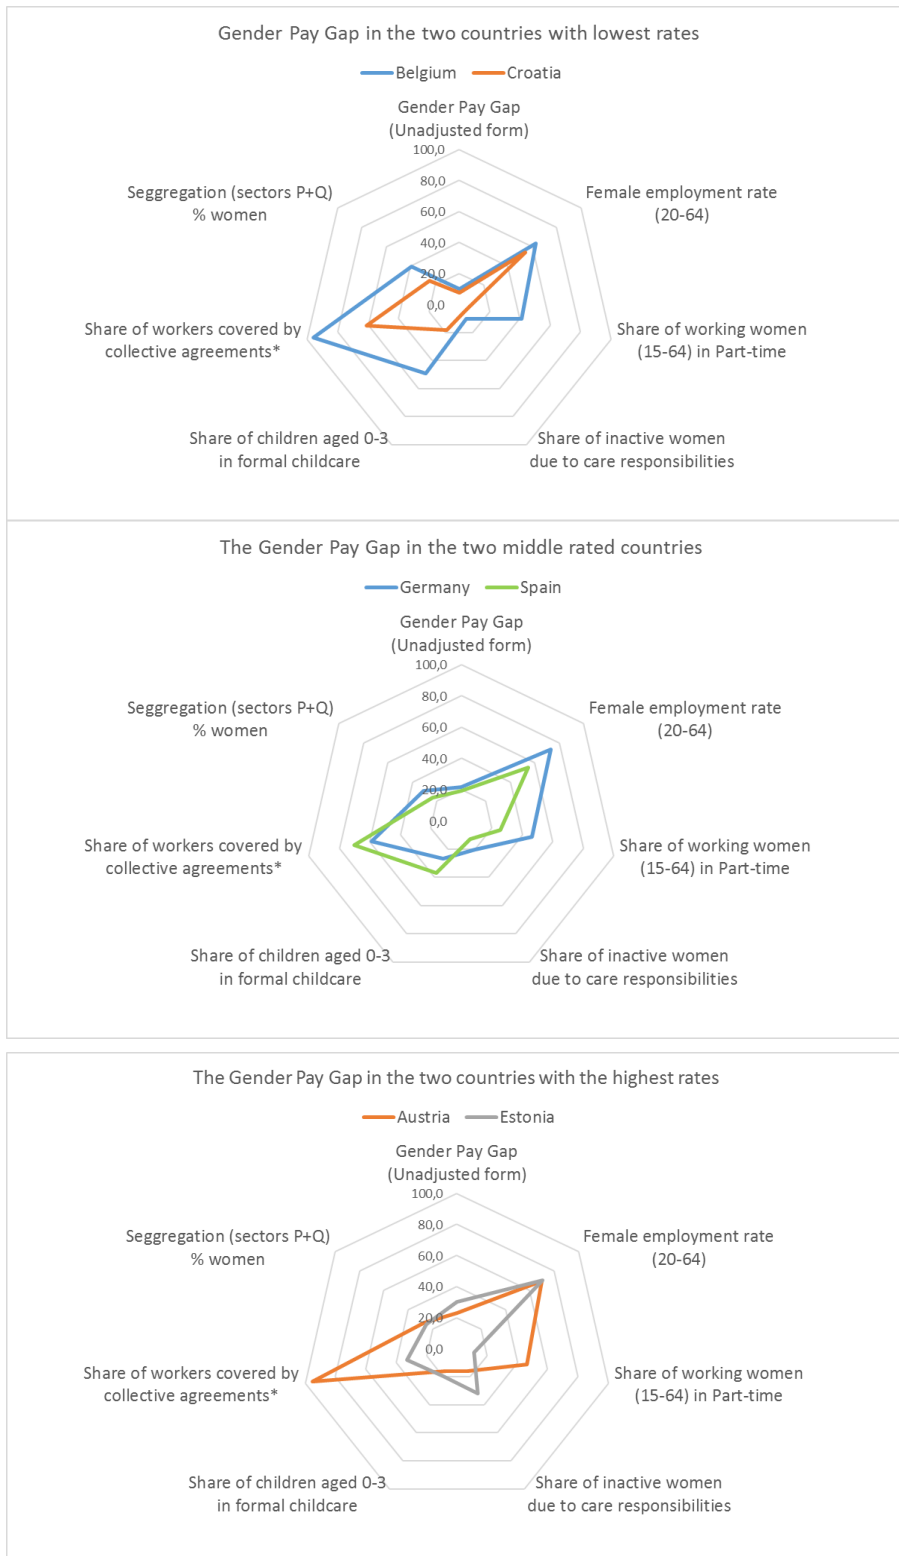 Gender Pay Gap in the two countries with lowest rates
Belgium Croatia
Gender Pay Gap
(Unadjusted form)
100,0
80,0
60,0
40,0
20,0
0,0
Female employment rate
(20-64)
Share of working women
(15-64) in Part-time
Share of inactive women
due to care responsibilities
Share of children aged 0-3
in formal childcare
Share of workers covered by
collective agreements*
Seggregation (sectors P+Q)
% women
The Gender Pay Gap in the two middle rated countries
Germany Spain
Gender Pay Gap
(Unadjusted form)
100,0
80,0
60,0
40,0
20,0
0,0
Female employment rate
(20-64)
Share of working women
(15-64) in Part-time
Share of inactive women
due to care responsibilities
Share of children aged 0-3
in formal childcare
Share of workers covered by
collective agreements*
Seggregation (sectors P+Q)
% women
The Gender Pay Gap in the two countries with the highest rates
Austria Estonia
Gender Pay Gap
(Unadjusted form)
100,0
80,0
60,0
40,0
20,0
0,0
Female employment rate
(20-64)
Share of working women
(15-64) in Part-time
Share of inactive women
due to care responsibilities
Share of children aged 0-3
in formal childcare
Share of workers covered by
collective agreements*
Seggregation (sectors P+Q)
% women